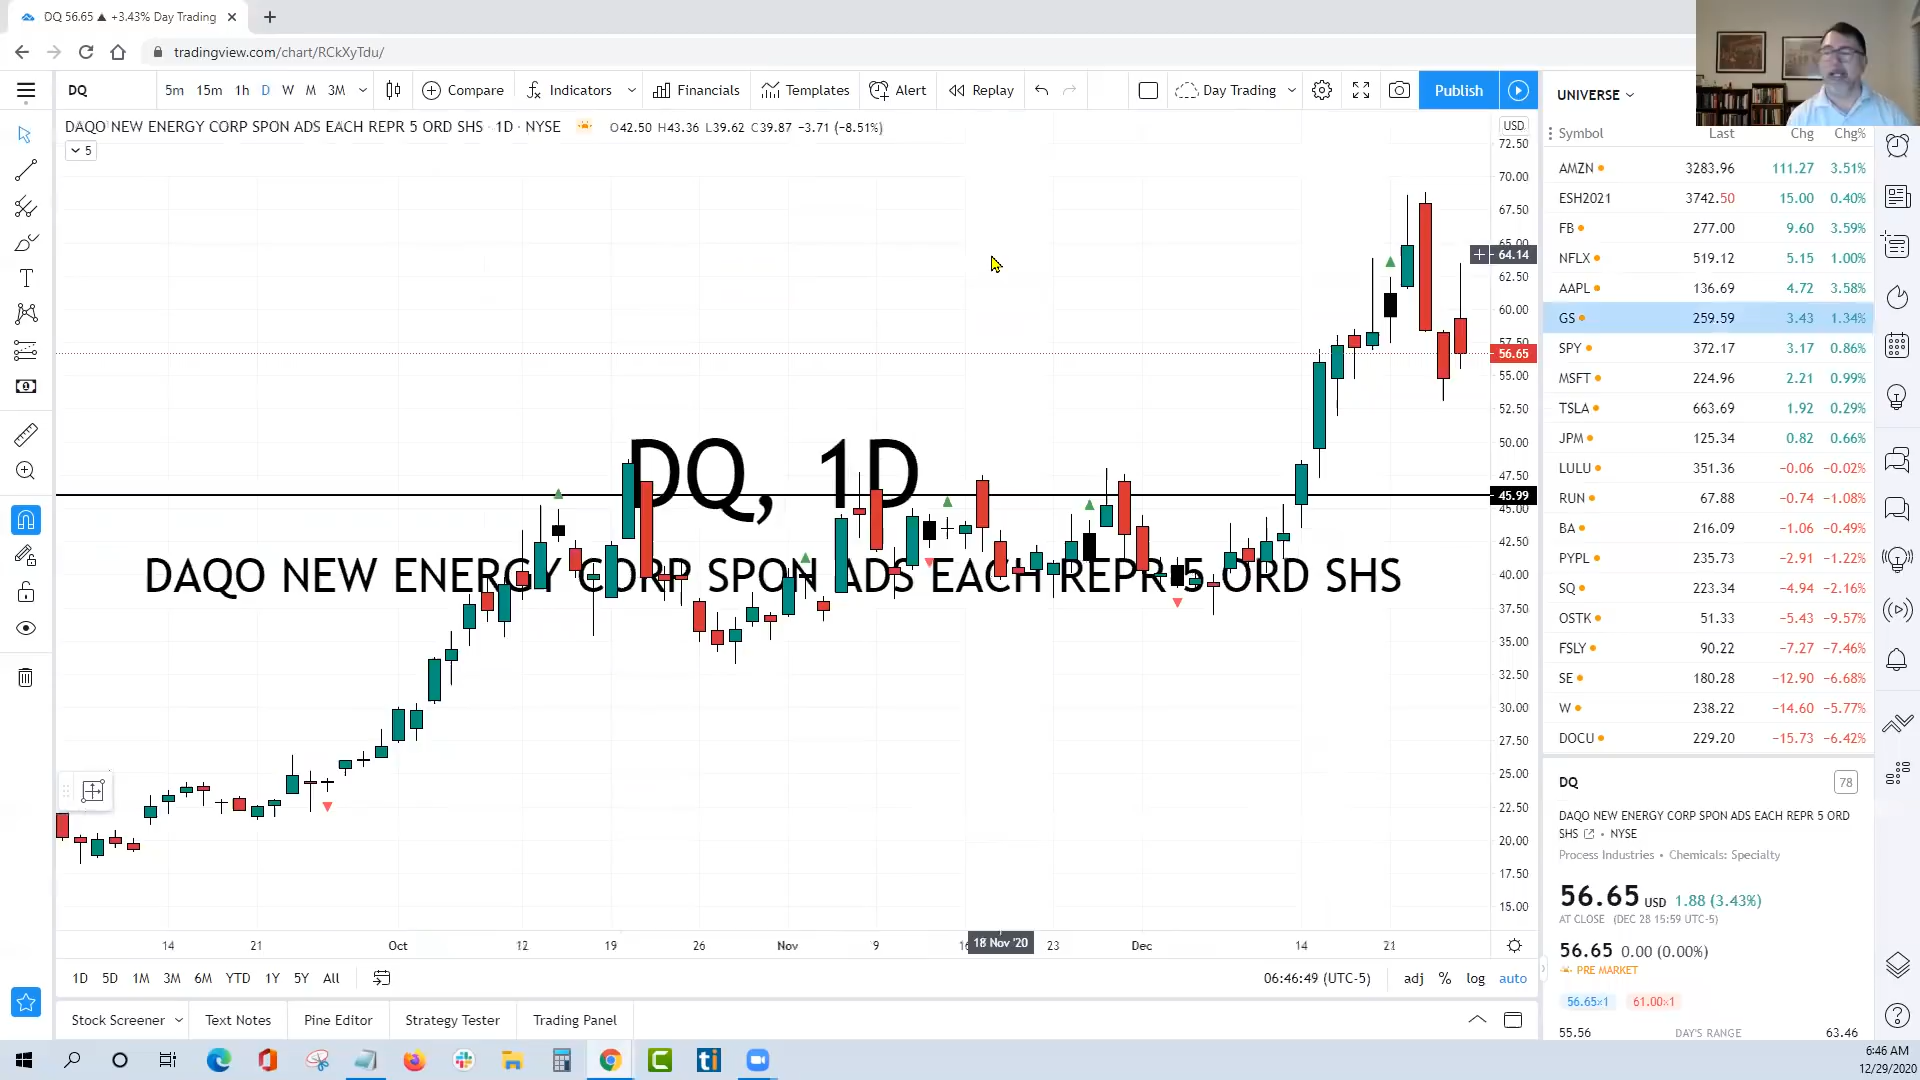 DQ 56.65 ▲ +3.43% Day Trading
tradingview.com/chart/RCkXyTdu/
DQ 5m 15m 1h D W M 3M Compare Indicators Financials Templates Alert Replay Day Trading Publish
DAQO NEW ENERGY CORP SPON ADS EACH REPR 5 ORD SHS · 1D · NYSE O42.50 H43.36 L39.62 C39.87 −3.71 (−8.51%)
5
USD
72.50
70.00
67.50
65.00
64.14
62.50
60.00
57.50
56.65
55.00
52.50
50.00
47.50
45.99
45.00
42.50
40.00
37.50
35.00
32.50
30.00
27.50
25.00
22.50
20.00
17.50
15.00
DQ, 1D
DAQO NEW ENERGY CORP SPON ADS EACH REPR 5 ORD SHS
14 21 Oct 12 19 26 Nov 9 16 18 Nov '20 23 Dec 14 21
1D 5D 1M 3M 6M YTD 1Y 5Y All 06:46:49 (UTC-5) adj % log auto
Stock Screener Text Notes Pine Editor Strategy Tester Trading Panel
UNIVERSE
Symbol Last Chg Chg%
AMZN 3283.96 111.27 3.51%
ESH2021 3742.50 15.00 0.40%
FB 277.00 9.60 3.59%
NFLX 519.12 5.15 1.00%
AAPL 136.69 4.72 3.58%
GS 259.59 3.43 1.34%
SPY 372.17 3.17 0.86%
MSFT 224.96 2.21 0.99%
TSLA 663.69 1.92 0.29%
JPM 125.34 0.82 0.66%
LULU 351.36 −0.06 −0.02%
RUN 67.88 −0.74 −1.08%
BA 216.09 −1.06 −0.49%
PYPL 235.73 −2.91 −1.22%
SQ 223.34 −4.94 −2.16%
OSTK 51.33 −5.43 −9.57%
FSLY 90.22 −7.27 −7.46%
SE 180.28 −12.90 −6.68%
W 238.22 −14.60 −5.77%
DOCU 229.20 −15.73 −6.42%
DQ 78
DAQO NEW ENERGY CORP SPON ADS EACH REPR 5 ORD
SHS • NYSE
Process Industries • Chemicals: Specialty
56.65 USD 1.88 (3.43%)
AT CLOSE (DEC 28 15:59 UTC-5)
56.65 0.00 (0.00%)
PRE MARKET
56.65×1 61.00×1
55.56 DAY'S RANGE 63.46
6:46 AM
12/29/2020